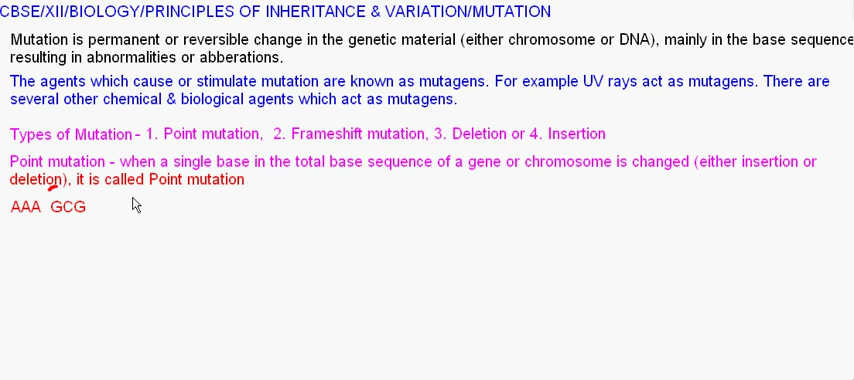 CBSE/XII/BIOLOGY/PRINCIPLES OF INHERITANCE & VARIATION/MUTATION
Mutation is permanent or reversible change in the genetic material (either chromosome or DNA), mainly in the base sequence
resulting in abnormalities or abberations.
The agents which cause or stimulate mutation are known as mutagens. For example UV rays act as mutagens. There are
several other chemical & biological agents which act as mutagens.
Types of Mutation - 1. Point mutation, 2. Frameshift mutation, 3. Deletion or 4. Insertion
Point mutation - when a single base in the total base sequence of a gene or chromosome is changed (either insertion or
deletion), it is called Point mutation
AAA GCG